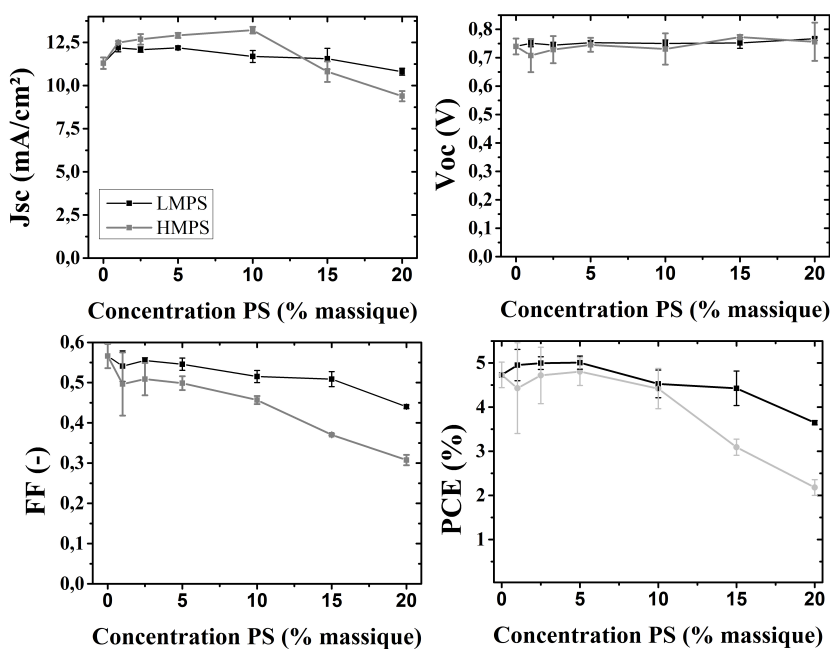 Jsc (mA/cm²)
12,5
10,0
7,5
5,0
2,5
0,0
LMPS
HMPS
0 5 10 15 20
Concentration PS (% massique)
Voc (V)
0,8
0,7
0,6
0,5
0,4
0,3
0,2
0,1
0,0
0 5 10 15 20
Concentration PS (% massique)
FF (-)
0,6
0,5
0,4
0,3
0,2
0,1
0,0
0 5 10 15 20
Concentration PS (% massique)
PCE (%)
5
4
3
2
1
0 5 10 15 20
Concentration PS (% massique)